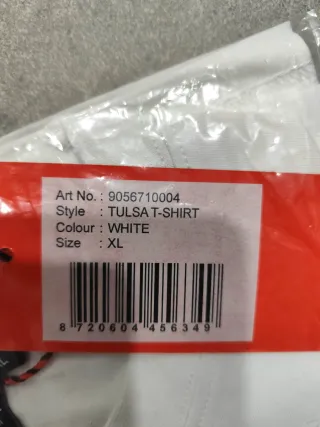 Art No. : 9056710004
Style : TULSA T-SHIRT
Colour : WHITE
Size : XL
8 720604 456349